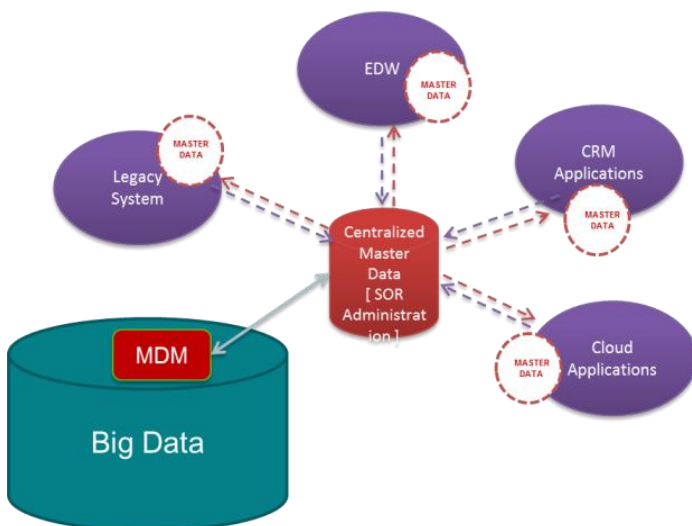 EDW
MASTER
DATA
MASTER
DATA
Legacy
System
CRM
Applications
MASTER
DATA
Centralized
Master
Data
[ SOR
Administrat
ion ]
MDM
Big Data
MASTER
DATA
Cloud
Applications